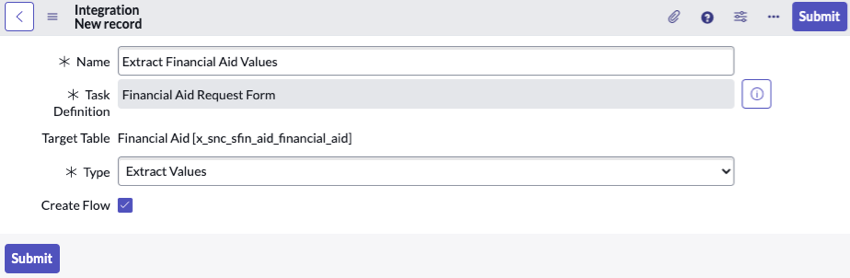 Integration
New record
Submit
Name
Extract Financial Aid Values
Task
Definition
Financial Aid Request Form
Target Table
Financial Aid [x_snc_sfin_aid_financial_aid]
Type
Extract Values
Create Flow
Submit